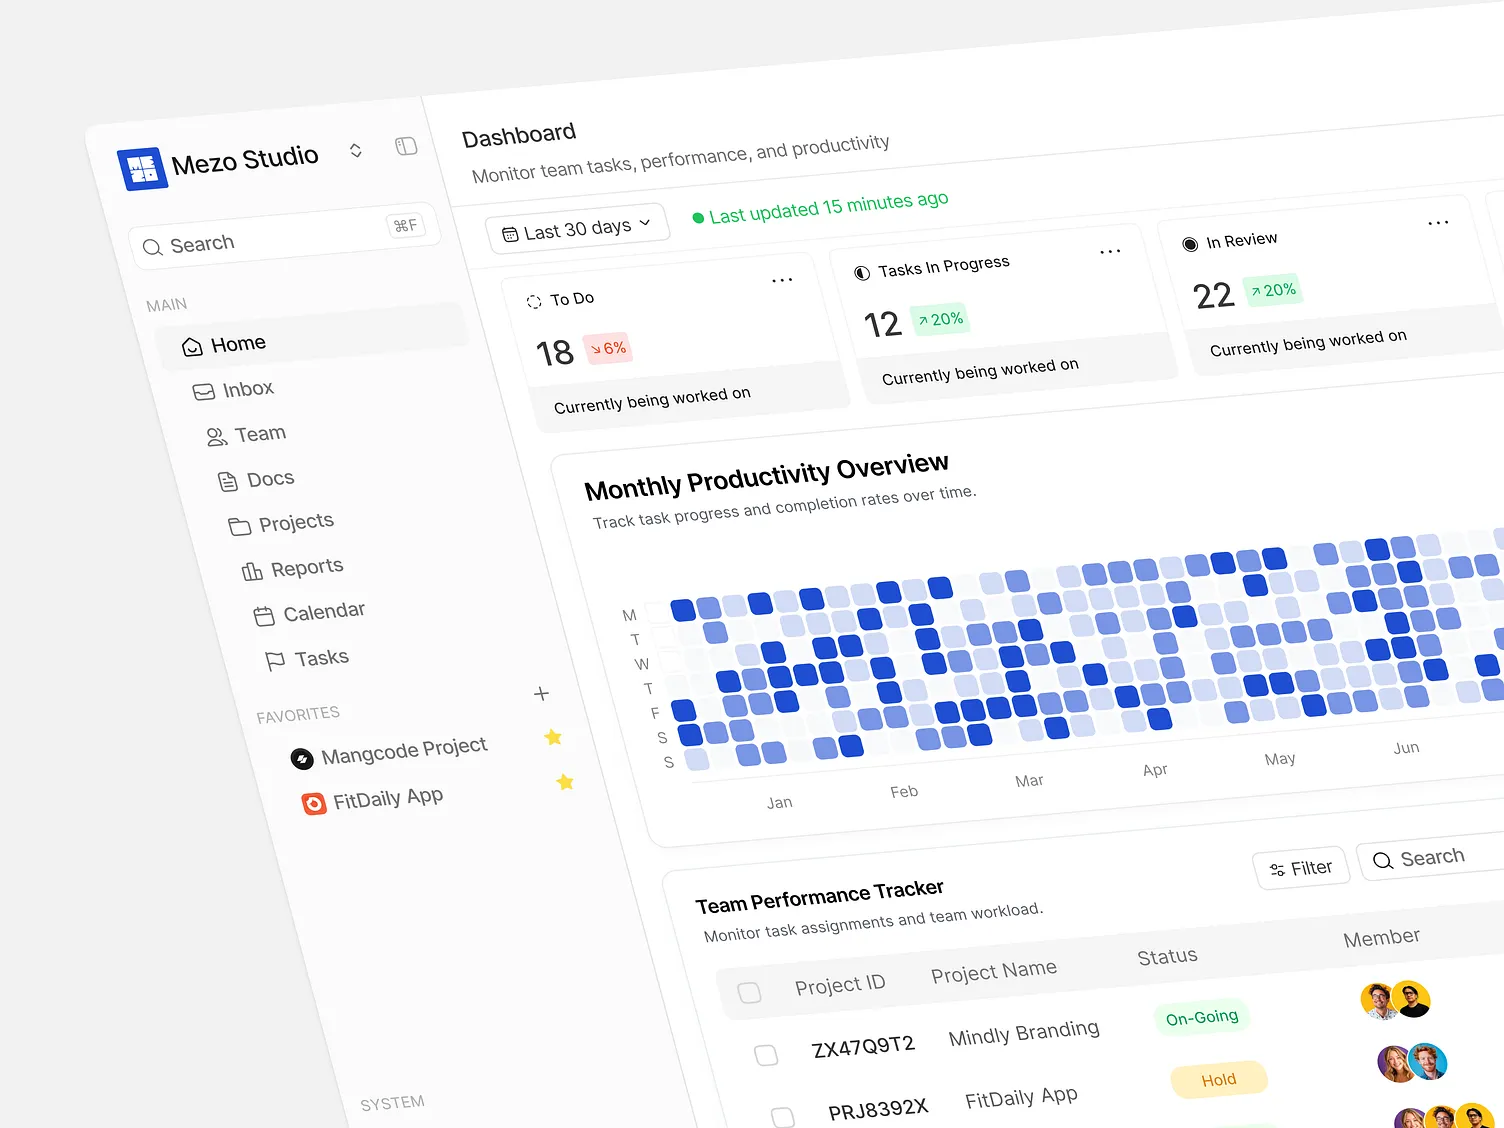 MEZO
Mezo Studio
Search
⌘F
MAIN
Home
Inbox
Team
Docs
Projects
Reports
Calendar
Tasks
FAVORITES
Mangcode Project
FitDaily App
SYSTEM
Dashboard
Monitor team tasks, performance, and productivity
Last 30 days
Last updated 15 minutes ago
To Do
18
6%
Currently being worked on
Tasks In Progress
12
20%
Currently being worked on
In Review
22
20%
Currently being worked on
Monthly Productivity Overview
Track task progress and completion rates over time.
M
T
W
T
F
S
S
Jan
Feb
Mar
Apr
May
Jun
Team Performance Tracker
Monitor task assignments and team workload.
Filter
Search
Project ID
Project Name
Status
Member
ZX47Q9T2
Mindly Branding
On-Going
PRJ8392X
FitDaily App
Hold